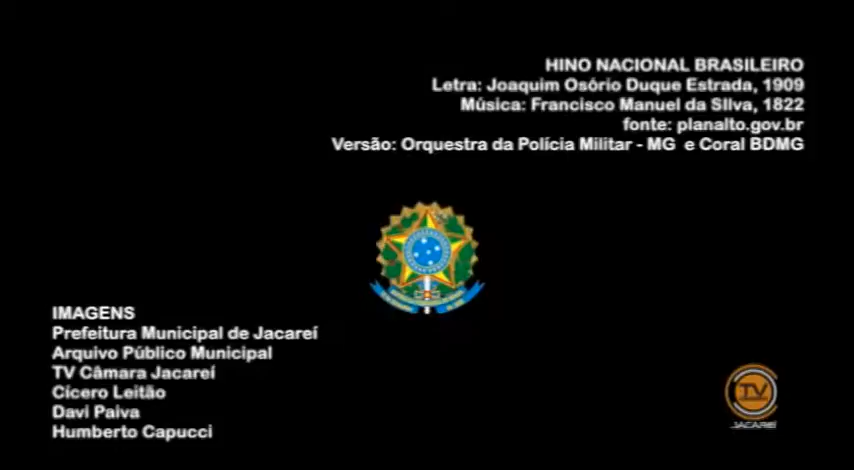 HINO NACIONAL BRASILEIRO
Letra: Joaquim Osório Duque Estrada, 1909
Música: Francisco Manuel da SIlva, 1822
fonte: planalto.gov.br
Versão: Orquestra da Polícia Militar - MG e Coral BDMG
IMAGENS
Prefeitura Municipal de Jacareí
Arquivo Público Municipal
TV Câmara Jacareí
Cícero Leitão
Davi Paiva
Humberto Capucci
TV
JACAREÍ